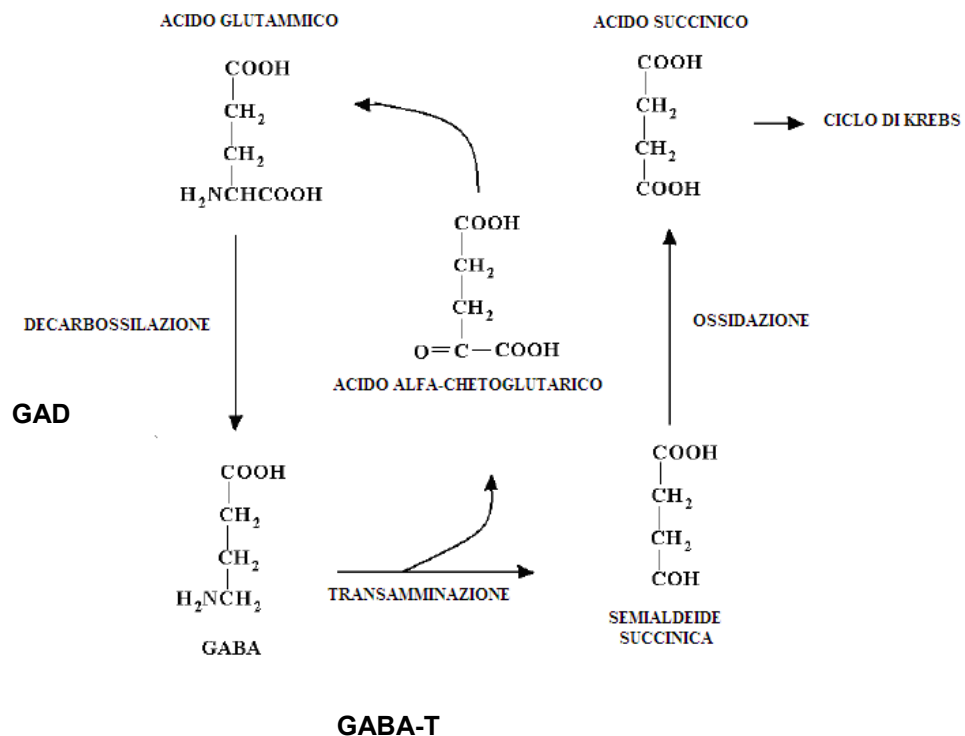 ACIDO GLUTAMMICO
COOH
CH2
CH2
H2NCHCOOH
ACIDO SUCCINICO
COOH
CH2
CH2
COOH
CICLO DI KREBS
COOH
CH2
CH2
O=C—COOH
ACIDO ALFA-CHETOGLUTARICO
DECARBOSSILAZIONE
OSSIDAZIONE
GAD
COOH
CH2
CH2
H2NCH2
GABA
TRANSAMMINAZIONE
COOH
CH2
CH2
COH
SEMIALDEIDE
SUCCINICA
GABA-T